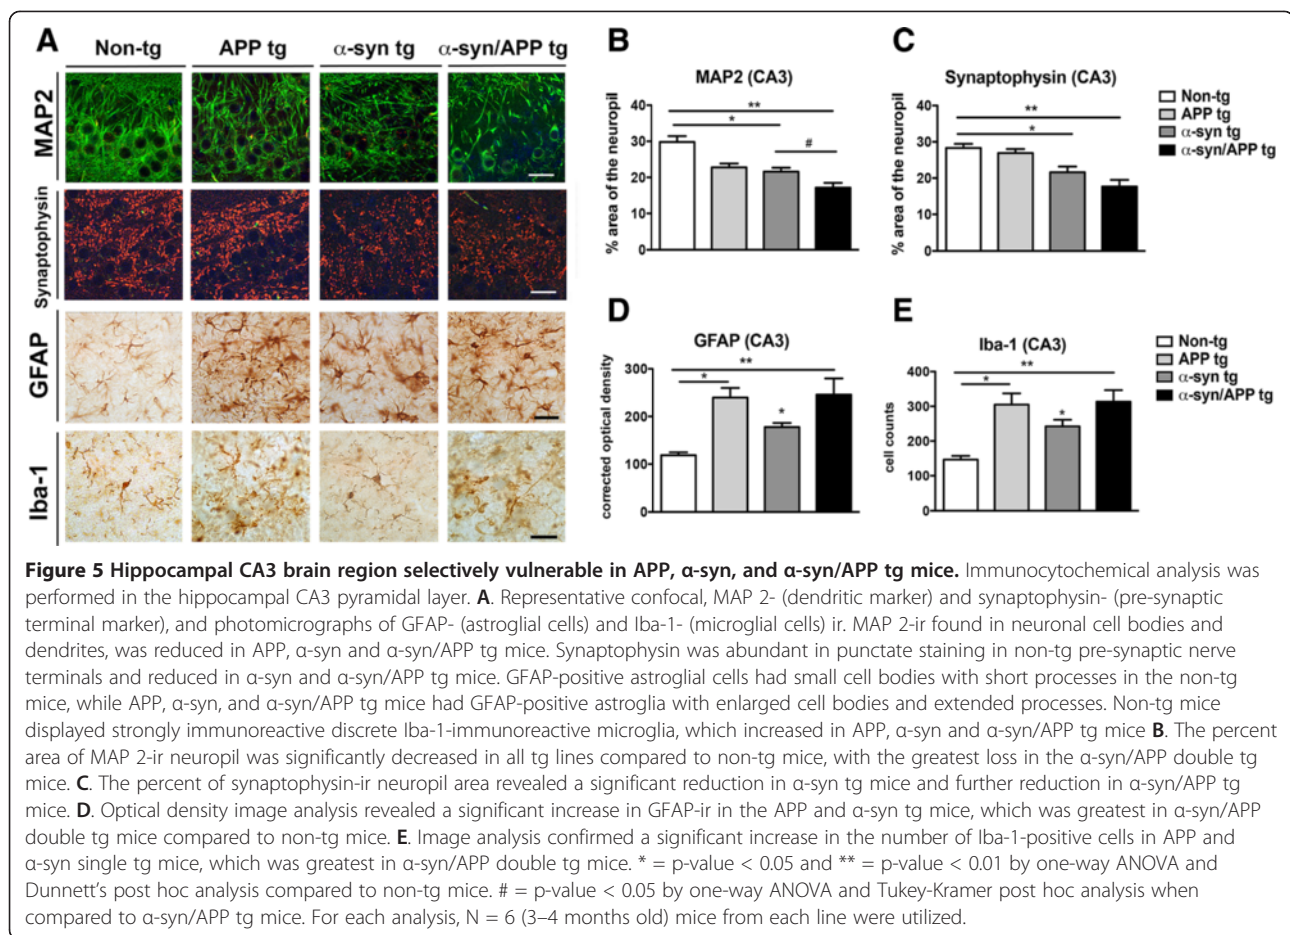 A
Non-tg
APP tg
α-syn tg
α-syn/APP tg
MAP2
Synaptophysin
GFAP
Iba-1
B
MAP2 (CA3)
% area of the neuropil
40
30
20
10
0
**
*
#
C
Synaptophysin (CA3)
% area of the neuropil
40
30
20
10
0
**
*
Non-tg
APP tg
α-syn tg
α-syn/APP tg
D
GFAP (CA3)
corrected optical density
300
200
100
0
**
*
*
E
Iba-1 (CA3)
cell counts
400
300
200
100
0
**
*
*
Non-tg
APP tg
α-syn tg
α-syn/APP tg
Figure 5 Hippocampal CA3 brain region selectively vulnerable in APP, α-syn, and α-syn/APP tg mice. Immunocytochemical analysis was
performed in the hippocampal CA3 pyramidal layer. A. Representative confocal, MAP 2- (dendritic marker) and synaptophysin- (pre-synaptic
terminal marker), and photomicrographs of GFAP- (astroglial cells) and Iba-1- (microglial cells) ir. MAP 2-ir found in neuronal cell bodies and
dendrites, was reduced in APP, α-syn and α-syn/APP tg mice. Synaptophysin was abundant in punctate staining in non-tg pre-synaptic nerve
terminals and reduced in α-syn and α-syn/APP tg mice. GFAP-positive astroglial cells had small cell bodies with short processes in the non-tg
mice, while APP, α-syn, and α-syn/APP tg mice had GFAP-positive astroglia with enlarged cell bodies and extended processes. Non-tg mice
displayed strongly immunoreactive discrete Iba-1-immunoreactive microglia, which increased in APP, α-syn and α-syn/APP tg mice B. The percent
area of MAP 2-ir neuropil was significantly decreased in all tg lines compared to non-tg mice, with the greatest loss in the α-syn/APP double tg
mice. C. The percent of synaptophysin-ir neuropil area revealed a significant reduction in α-syn tg mice and further reduction in α-syn/APP tg
mice. D. Optical density image analysis revealed a significant increase in GFAP-ir in the APP and α-syn tg mice, which was greatest in α-syn/APP
double tg mice compared to non-tg mice. E. Image analysis confirmed a significant increase in the number of Iba-1-positive cells in APP and
α-syn single tg mice, which was greatest in α-syn/APP double tg mice. * = p-value < 0.05 and ** = p-value < 0.01 by one-way ANOVA and
Dunnett's post hoc analysis compared to non-tg mice. # = p-value < 0.05 by one-way ANOVA and Tukey-Kramer post hoc analysis when
compared to α-syn/APP tg mice. For each analysis, N = 6 (3–4 months old) mice from each line were utilized.